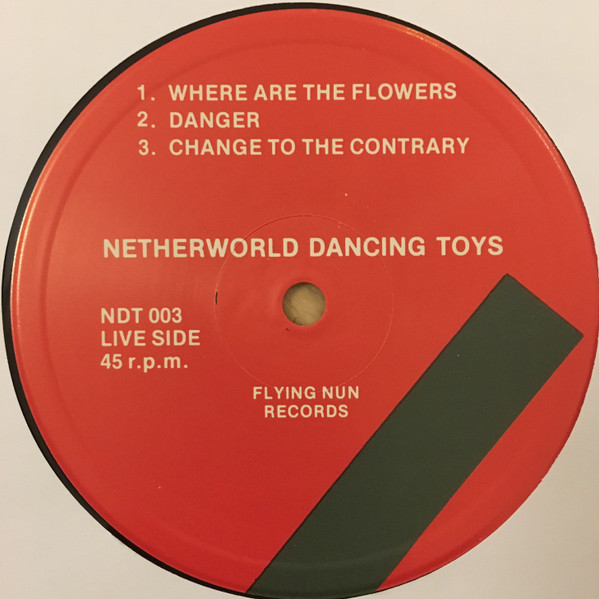 1. WHERE ARE THE FLOWERS
2. DANGER
3. CHANGE TO THE CONTRARY
NETHERWORLD DANCING TOYS
NDT 003
LIVE SIDE
45 r.p.m.
FLYING NUN
RECORDS